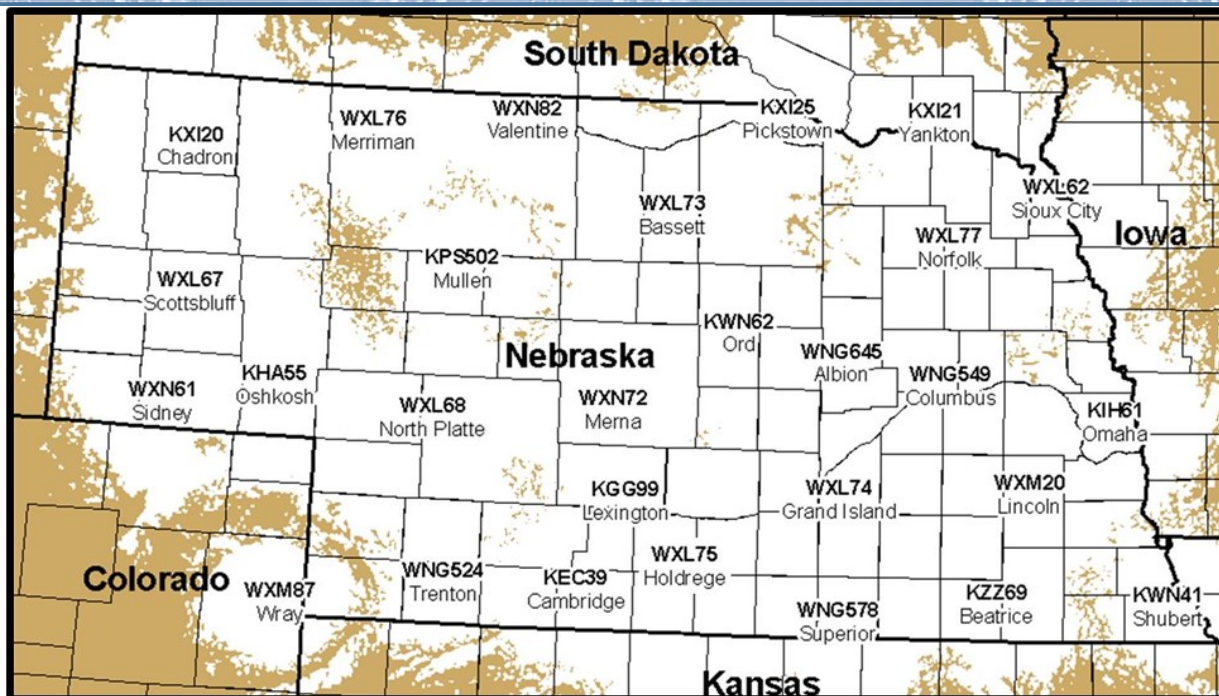 South Dakota
WXN82
Valentine
KXI25
Pickstown
KXI21
Yankton
WXL76
Merriman
KXI20
Chadron
WXL62
Sioux City
WXL73
Bassett
Iowa
WXL77
Norfolk
KPS502
Mullen
WXL67
Scottsbluff
KWN62
Ord
Nebraska
WNG645
Albion
KHA55
Oshkosh
WNG549
Columbus
WXN61
Sidney
WXL68
North Platte
WXN72
Merna
KIH61
Omaha
KGG99
Lexington
WXL74
Grand Island
WXM20
Lincoln
WXL75
Holdrege
Colorado
WXM87
Wray
WNG524
Trenton
KEC39
Cambridge
KZZ69
Beatrice
KWN41
Shubert
WNG578
Superior
Kansas